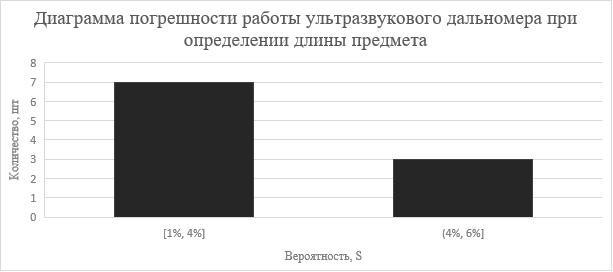 Диаграмма погрешности работы ультразвукового дальномера при
определении длины предмета
Количество, шт
8
7
6
5
4
3
2
1
0
[1%, 4%]
(4%, 6%]
Вероятность, S